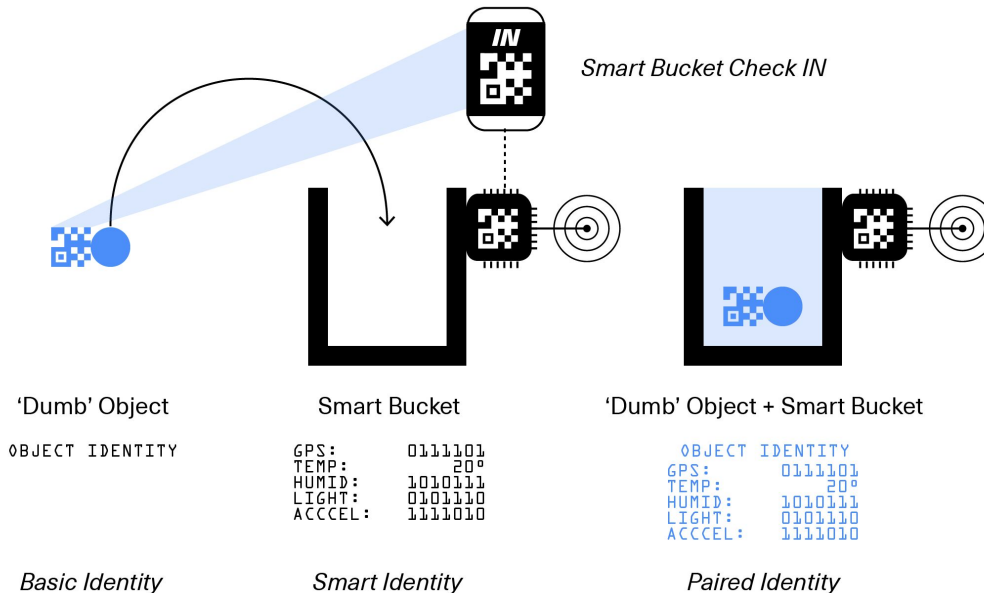 IN
Smart Bucket Check IN
‘Dumb’ Object
OBJECT IDENTITY
Basic Identity
Smart Bucket
GPS: 0111101
TEMP: 20º
HUMID: 1010111
LIGHT: 0101110
ACCCEL: 1111010
Smart Identity
‘Dumb’ Object + Smart Bucket
OBJECT IDENTITY
GPS: 0111101
TEMP: 20º
HUMID: 1010111
LIGHT: 0101110
ACCCEL: 1111010
Paired Identity